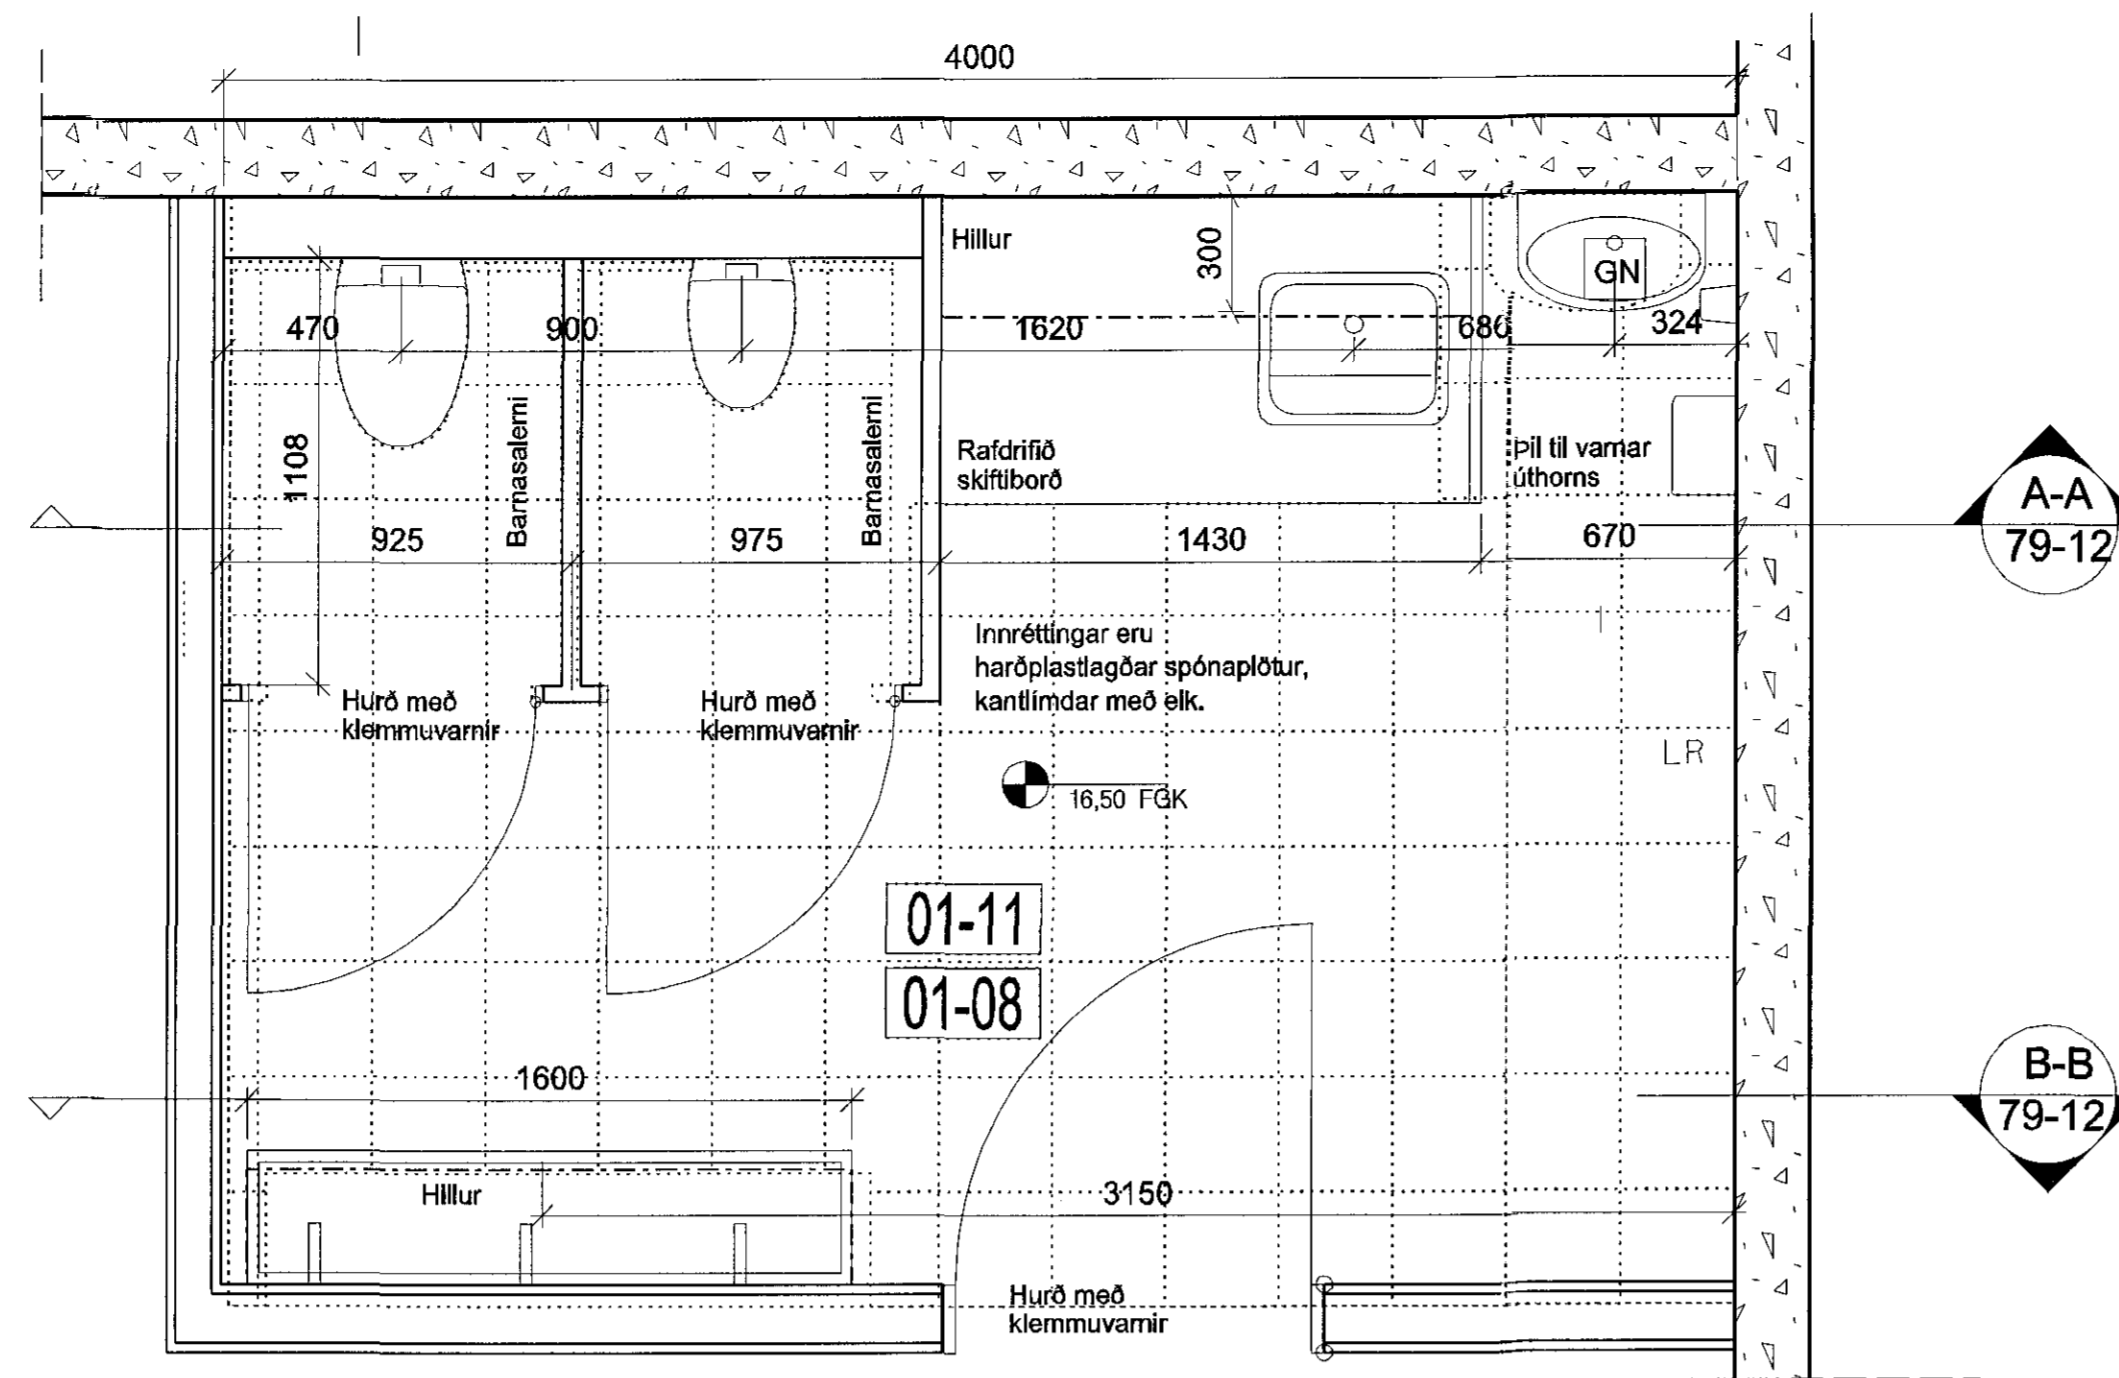 4000
Hillur
300
GN
470
900
1620
680
324
1108
Barnasalerni
Barnasalerni
Rafdrifið
skiftiborð
Þil til varnar
úthorns
A-A
79-12
925
975
1430
670
Innréttingar eru
harðplastlagðar spónaplötur,
kantlímdar með elk.
Hurð með
klemmuvarnir
Hurð með
klemmuvarnir
LR
16,50 FGK
01-11
01-08
1600
B-B
79-12
Hillur
3150
Hurð með
klemmuvarnir